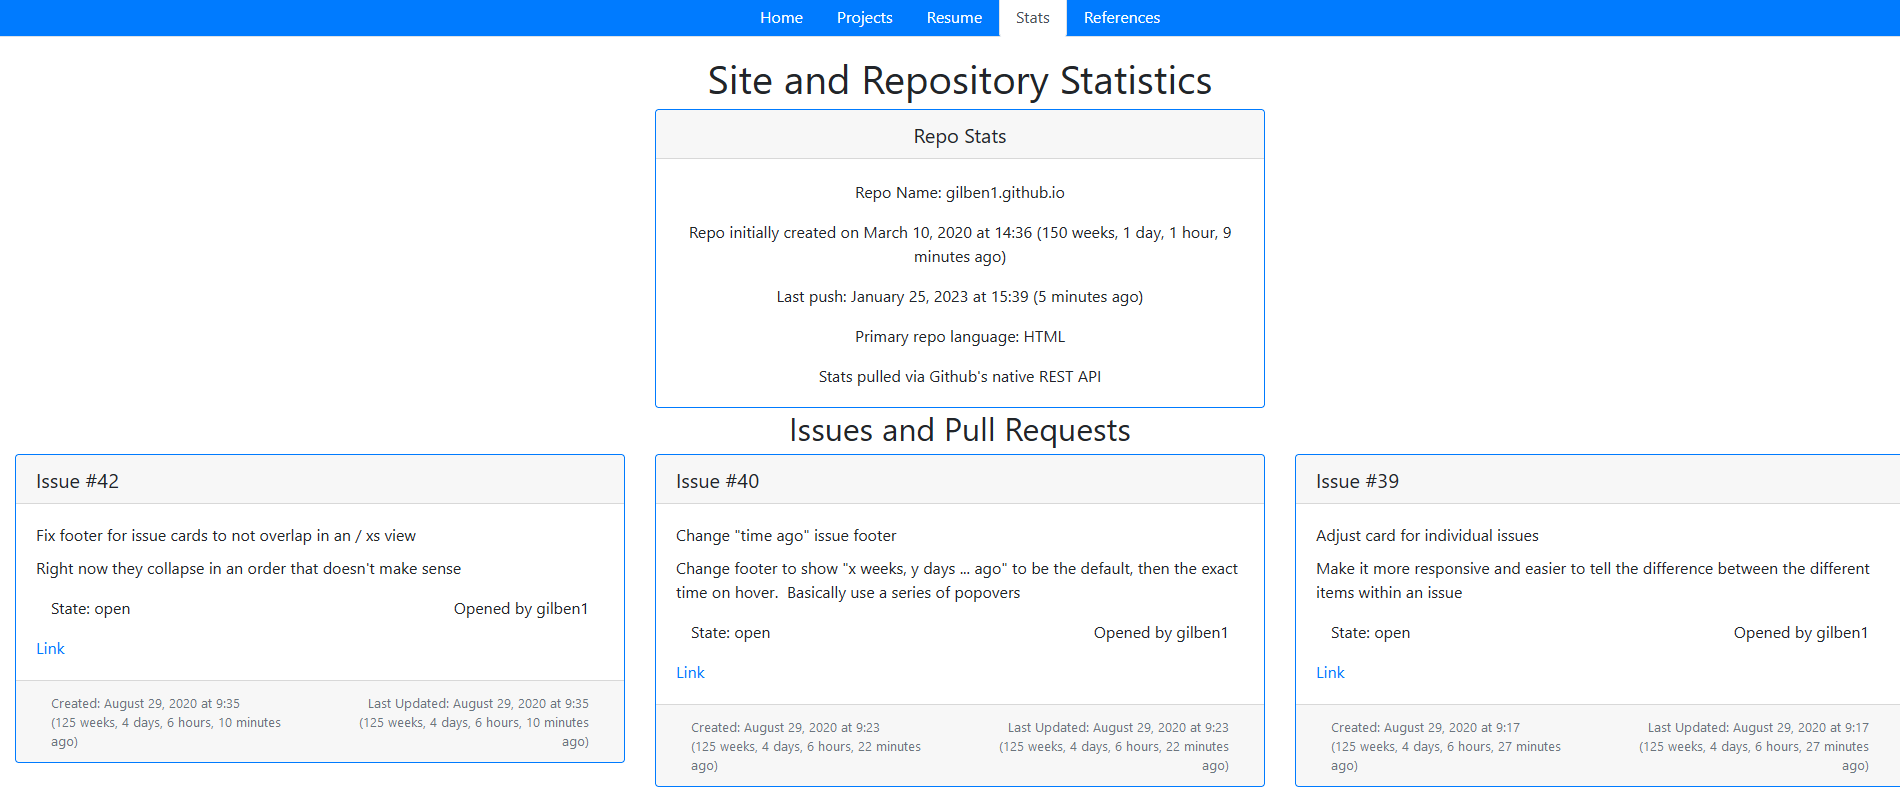 Home Projects Resume Stats References
Site and Repository Statistics
Repo Stats
Repo Name: gilben1.github.io
Repo initially created on March 10, 2020 at 14:36 (150 weeks, 1 day, 1 hour, 9
minutes ago)
Last push: January 25, 2023 at 15:39 (5 minutes ago)
Primary repo language: HTML
Stats pulled via Github's native REST API
Issues and Pull Requests
Issue #42
Fix footer for issue cards to not overlap in an / xs view
Right now they collapse in an order that doesn't make sense
State: open
Opened by gilben1
Link
Created: August 29, 2020 at 9:35
(125 weeks, 4 days, 6 hours, 10 minutes
ago)
Last Updated: August 29, 2020 at 9:35
(125 weeks, 4 days, 6 hours, 10 minutes
ago)
Issue #40
Change "time ago" issue footer
Change footer to show "x weeks, y days ... ago" to be the default, then the exact
time on hover. Basically use a series of popovers
State: open
Opened by gilben1
Link
Created: August 29, 2020 at 9:23
(125 weeks, 4 days, 6 hours, 22 minutes
ago)
Last Updated: August 29, 2020 at 9:23
(125 weeks, 4 days, 6 hours, 22 minutes
ago)
Issue #39
Adjust card for individual issues
Make it more responsive and easier to tell the difference between the different
items within an issue
State: open
Opened by gilben1
Link
Created: August 29, 2020 at 9:17
(125 weeks, 4 days, 6 hours, 27 minutes
ago)
Last Updated: August 29, 2020 at 9:17
(125 weeks, 4 days, 6 hours, 27 minutes
ago)